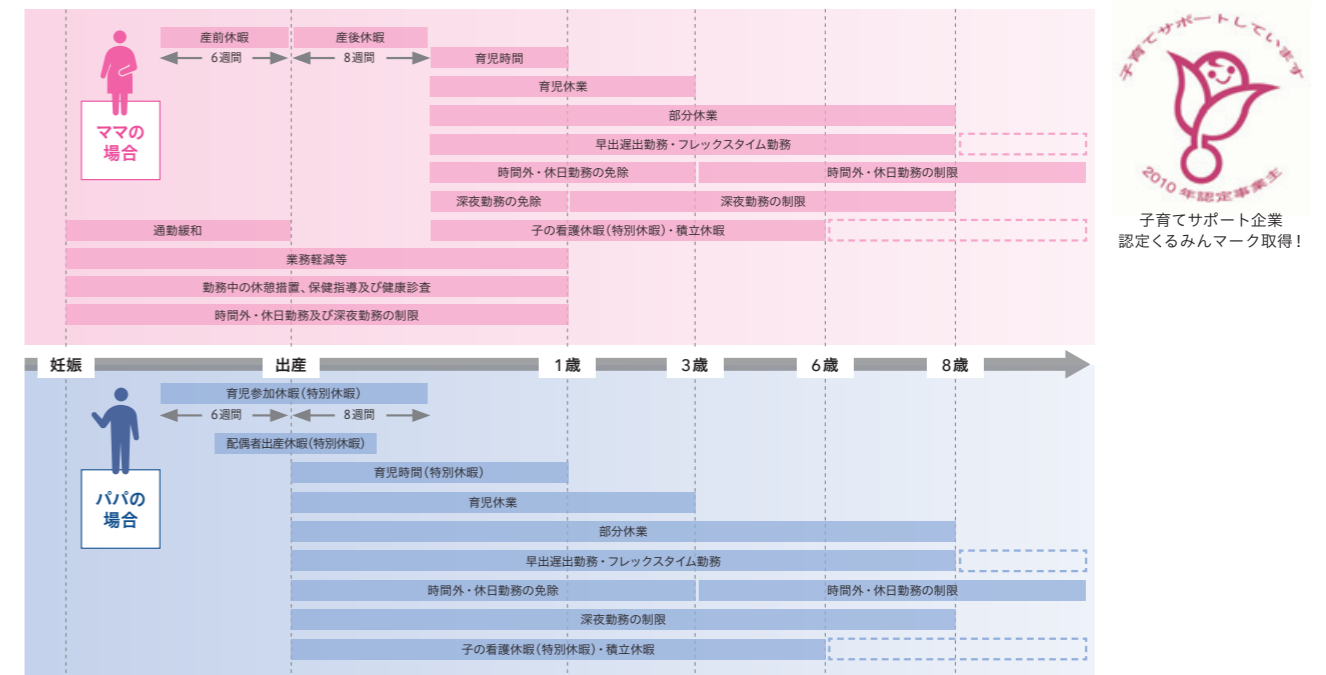 産前休暇
産後休暇
6週間
8週間
育児時間
育児休業
部分休業
ママの
場合
早出遅出勤務・フレックスタイム勤務
時間外・休日勤務の免除
時間外・休日勤務の制限
深夜勤務の免除
深夜勤務の制限
通勤緩和
子の看護休暇(特別休暇)・積立休暇
業務軽減等
勤務中の休憩措置、保健指導及び健康診査
時間外・休日勤務及び深夜勤務の制限
妊娠
出産
1歳
3歳
6歳
8歳
育児参加休暇(特別休暇)
6週間
8週間
配偶者出産休暇(特別休暇)
育児時間(特別休暇)
パパの
場合
育児休業
部分休業
早出遅出勤務・フレックスタイム勤務
時間外・休日勤務の免除
時間外・休日勤務の制限
深夜勤務の制限
子の看護休暇(特別休暇)・積立休暇
子育てサポートしています
2010年認定事業主
子育てサポート企業
認定くるみんマーク取得!